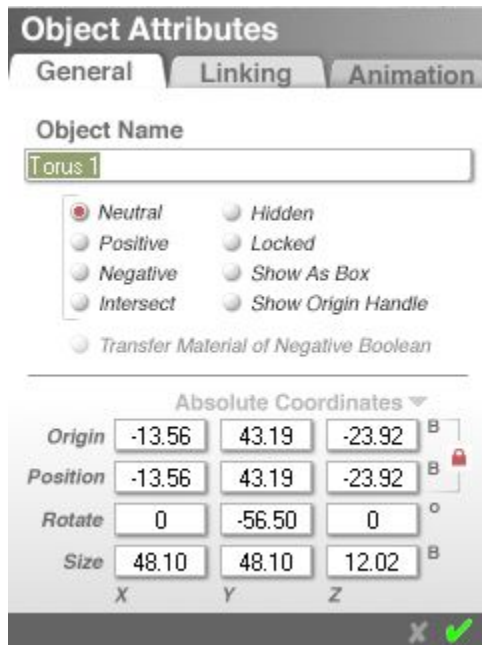 Object Attributes
General Linking Animation
Object Name
Torus 1
Neutral Hidden
Positive Locked
Negative Show As Box
Intersect Show Origin Handle
Transfer Material of Negative Boolean
Absolute Coordinates
Origin -13.56 43.19 -23.92 B
Position -13.56 43.19 -23.92 B
Rotate 0 -56.50 0 o
Size 48.10 48.10 12.02 B
X Y Z